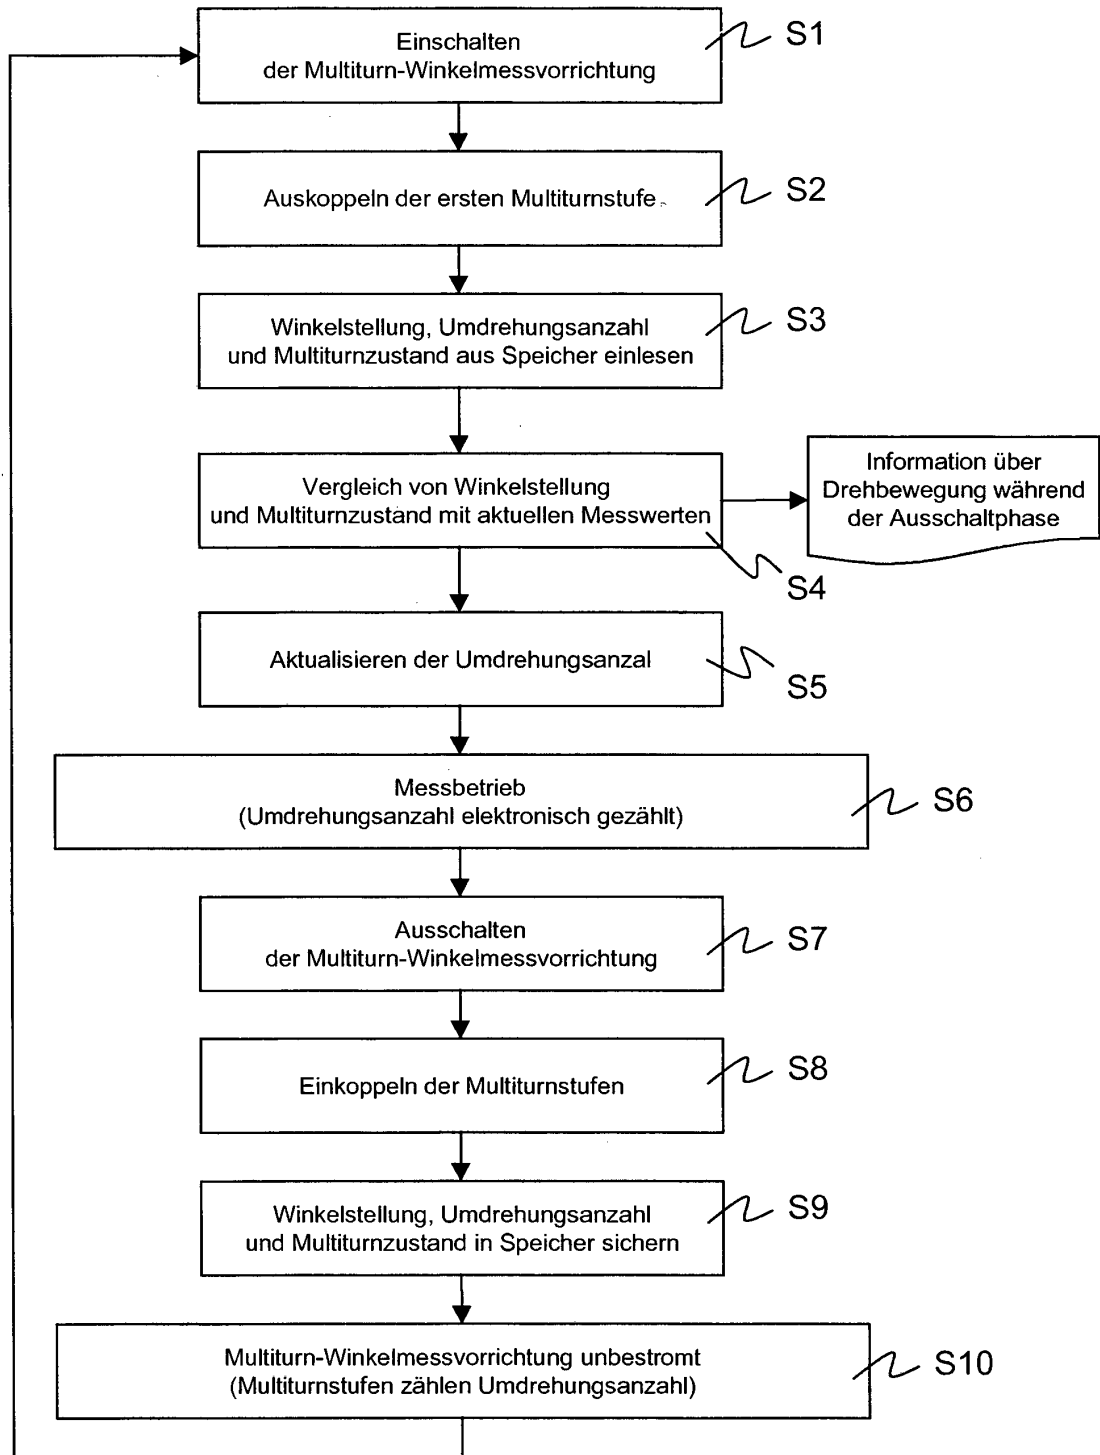 Einschalten
der Multiturn-Winkelmessvorrichtung
S1
Auskoppeln der ersten Multiturnstufe
S2
Winkelstellung, Umdrehungsanzahl
und Multiturnzustand aus Speicher einlesen
S3
Vergleich von Winkelstellung
und Multiturnzustand mit aktuellen Messwerten
S4
Information über
Drehbewegung während
der Ausschaltphase
Aktualisieren der Umdrehungsanzal
S5
Messbetrieb
(Umdrehungsanzahl elektronisch gezählt)
S6
Ausschalten
der Multiturn-Winkelmessvorrichtung
S7
Einkoppeln der Multiturnstufen
S8
Winkelstellung, Umdrehungsanzahl
und Multiturnzustand in Speicher sichern
S9
Multiturn-Winkelmessvorrichtung unbestromt
(Multiturnstufen zählen Umdrehungsanzahl)
S10